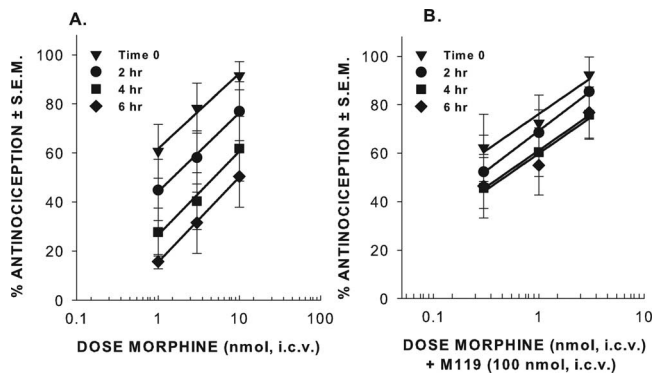 A.
% ANTINOCICEPTION ± S.E.M.
100
80
60
40
20
0
Time 0
2 hr
4 hr
6 hr
0.1 1 10 100
DOSE MORPHINE (nmol, i.c.v.)
B.
% ANTINOCICEPTION ± S.E.M.
100
80
60
40
20
0
Time 0
2 hr
4 hr
6 hr
0.1 1 10
DOSE MORPHINE (nmol, i.c.v.)
+ M119 (100 nmol, i.c.v.)